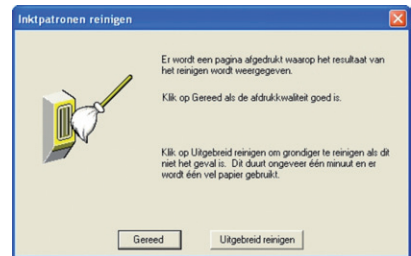 Inktpatronen reinigen
Er wordt een pagina afgedrukt waarop het resultaat van
het reinigen wordt weergegeven.
Klik op Gereed als de afdrukkwaliteit goed is.
Klik op Uitgebreid reinigen om grondiger te reinigen als dit
niet het geval is. Dit duurt ongeveer één minuut en er
wordt één vel papier gebruikt.
Gereed
Uitgebreid reinigen